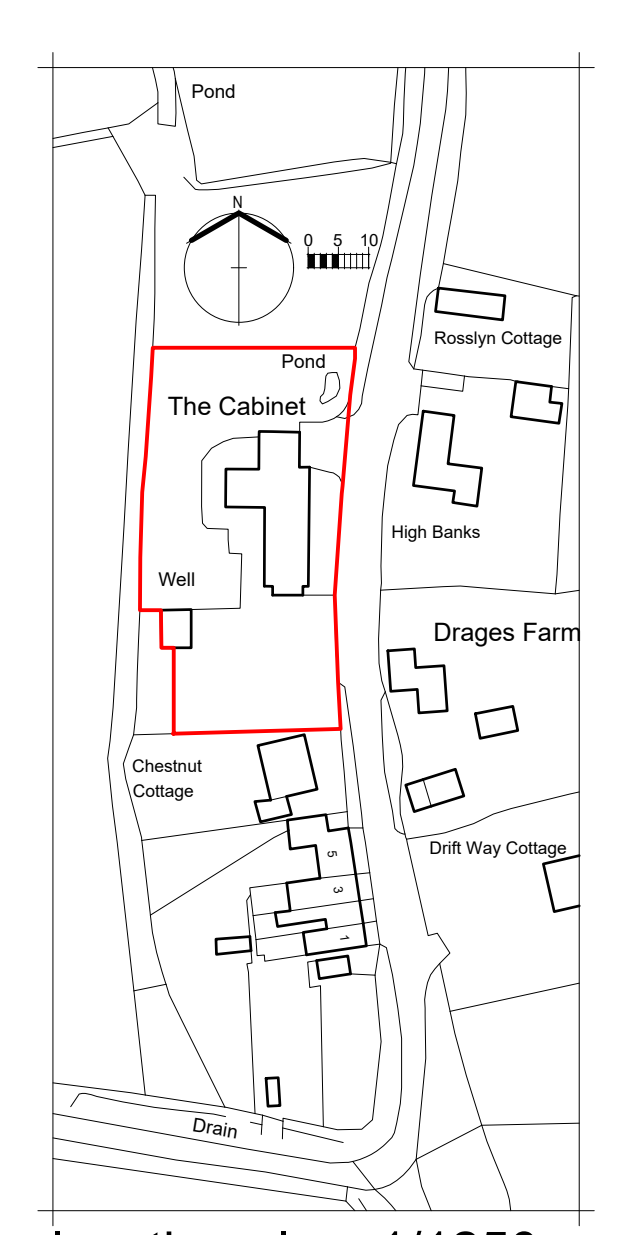 Pond
N
0 5 10
Rosslyn Cottage
Pond
The Cabinet
High Banks
Well
Drages Farm
Chestnut
Cottage
Drift Way Cottage
5
3
1
Drain